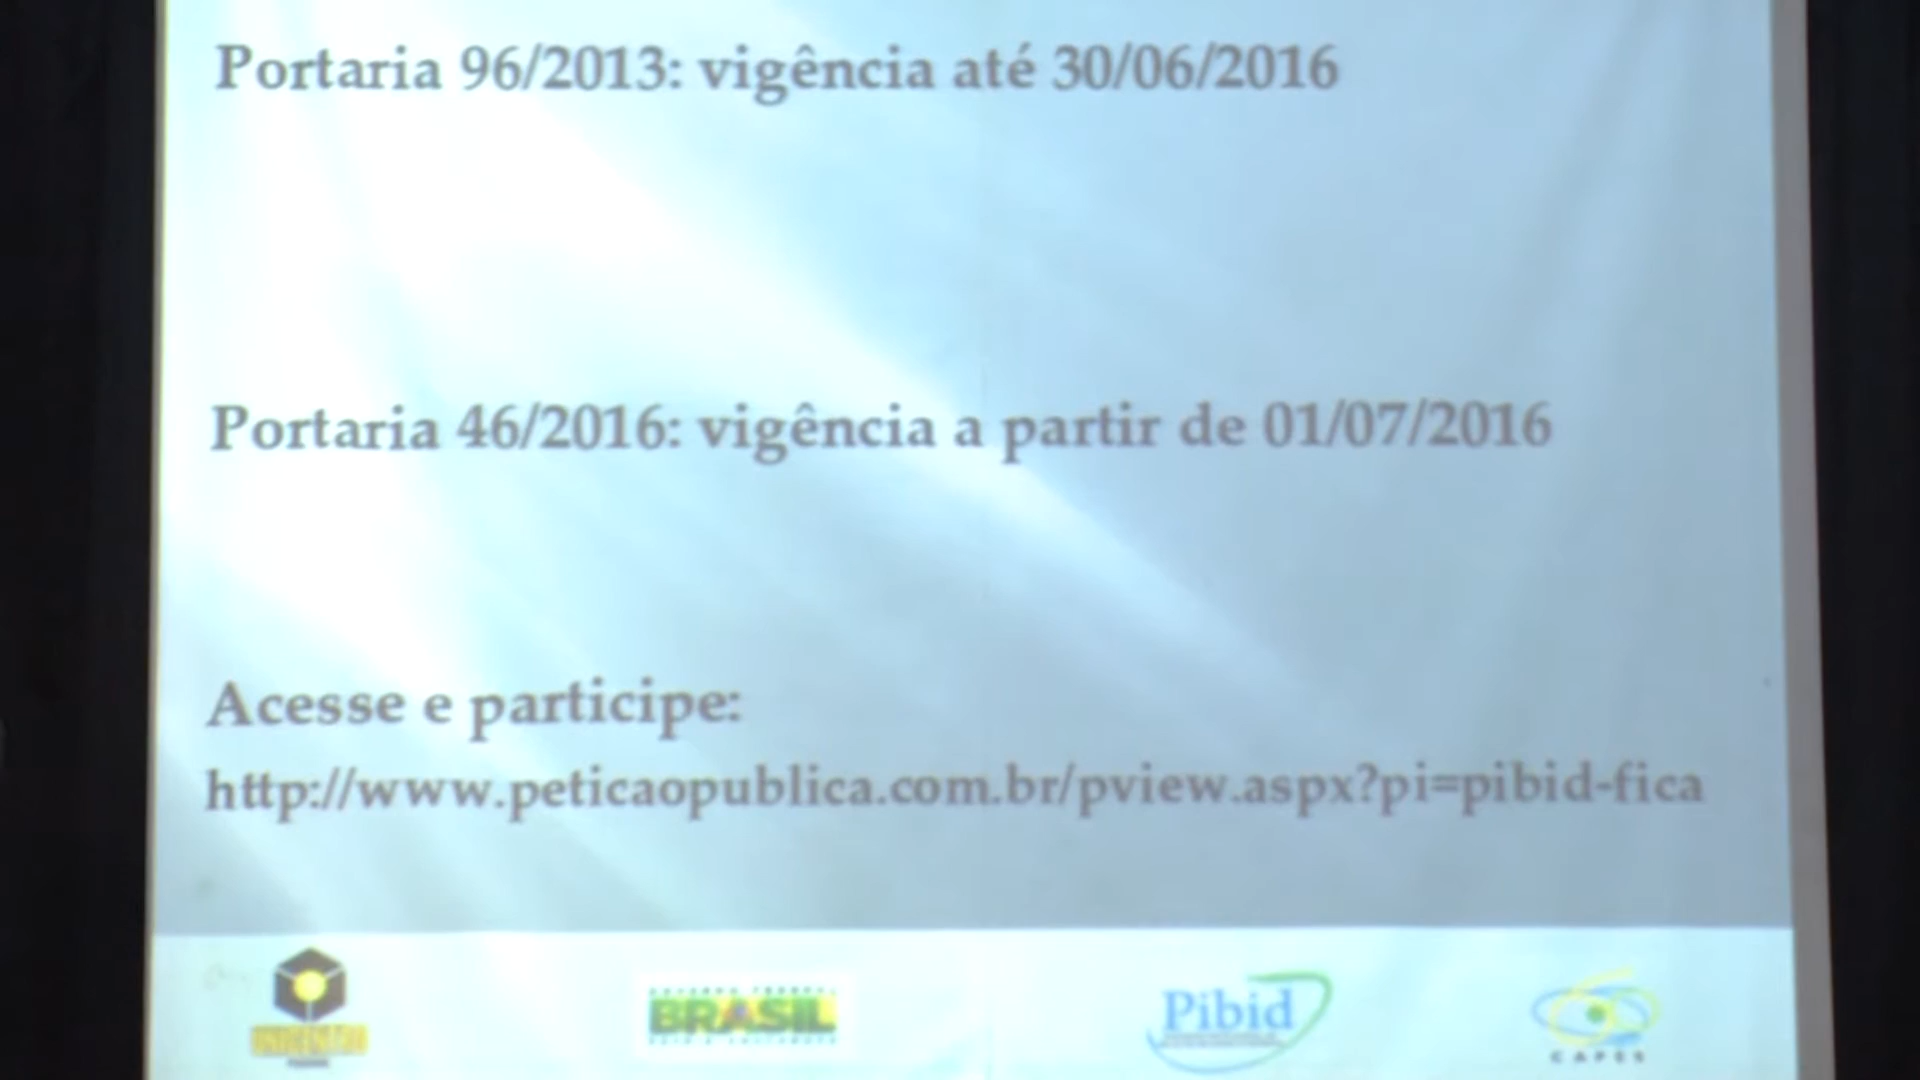 Portaria 96/2013: vigência até 30/06/2016
Portaria 46/2016: vigência a partir de 01/07/2016
Acesse e participe:
http://www.peticaopublica.com.br/pview.aspx?pi=pibid-fica
UNICENTRO
BRASIL
Pibid
CAPES